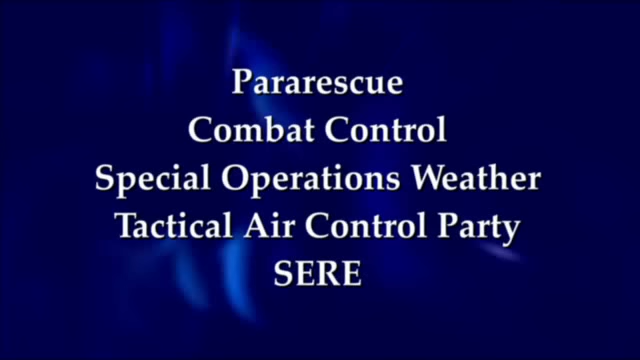 Pararescue
Combat Control
Special Operations Weather
Tactical Air Control Party
SERE